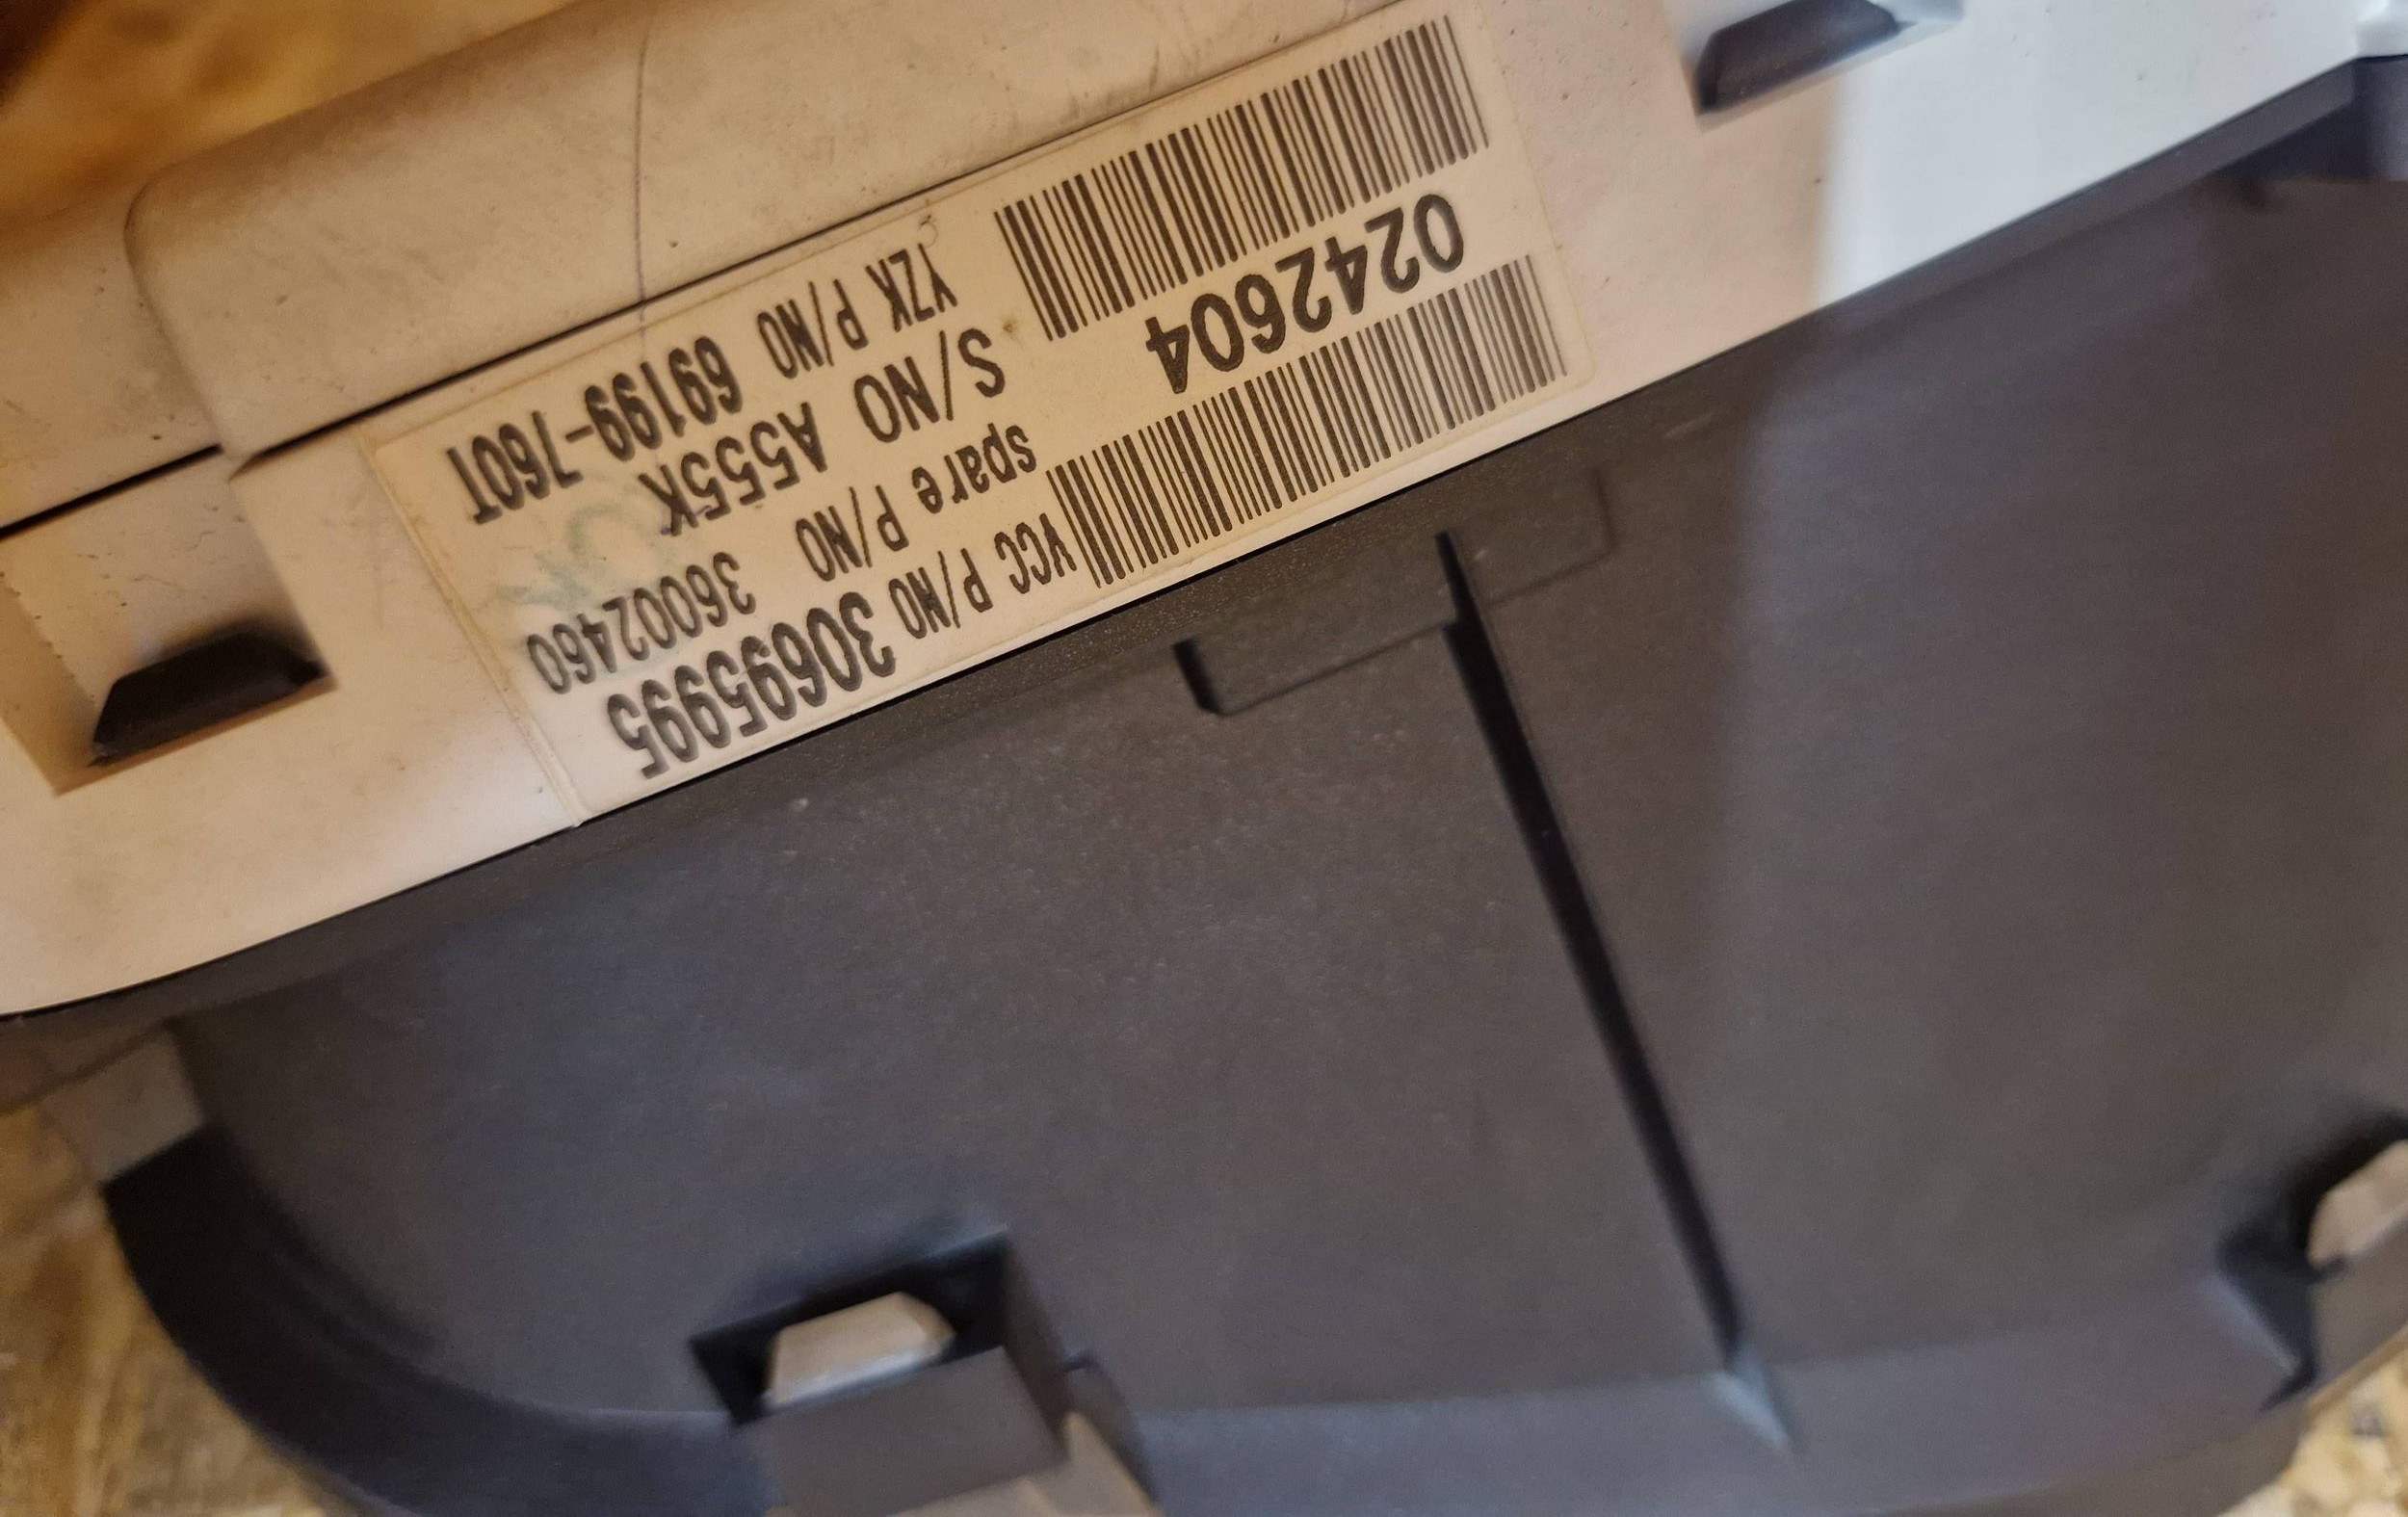 VCC P/NO 30695995
spare P/NO 36002460
0242604
S/NO A555K
YZK P/NO 69199-760T